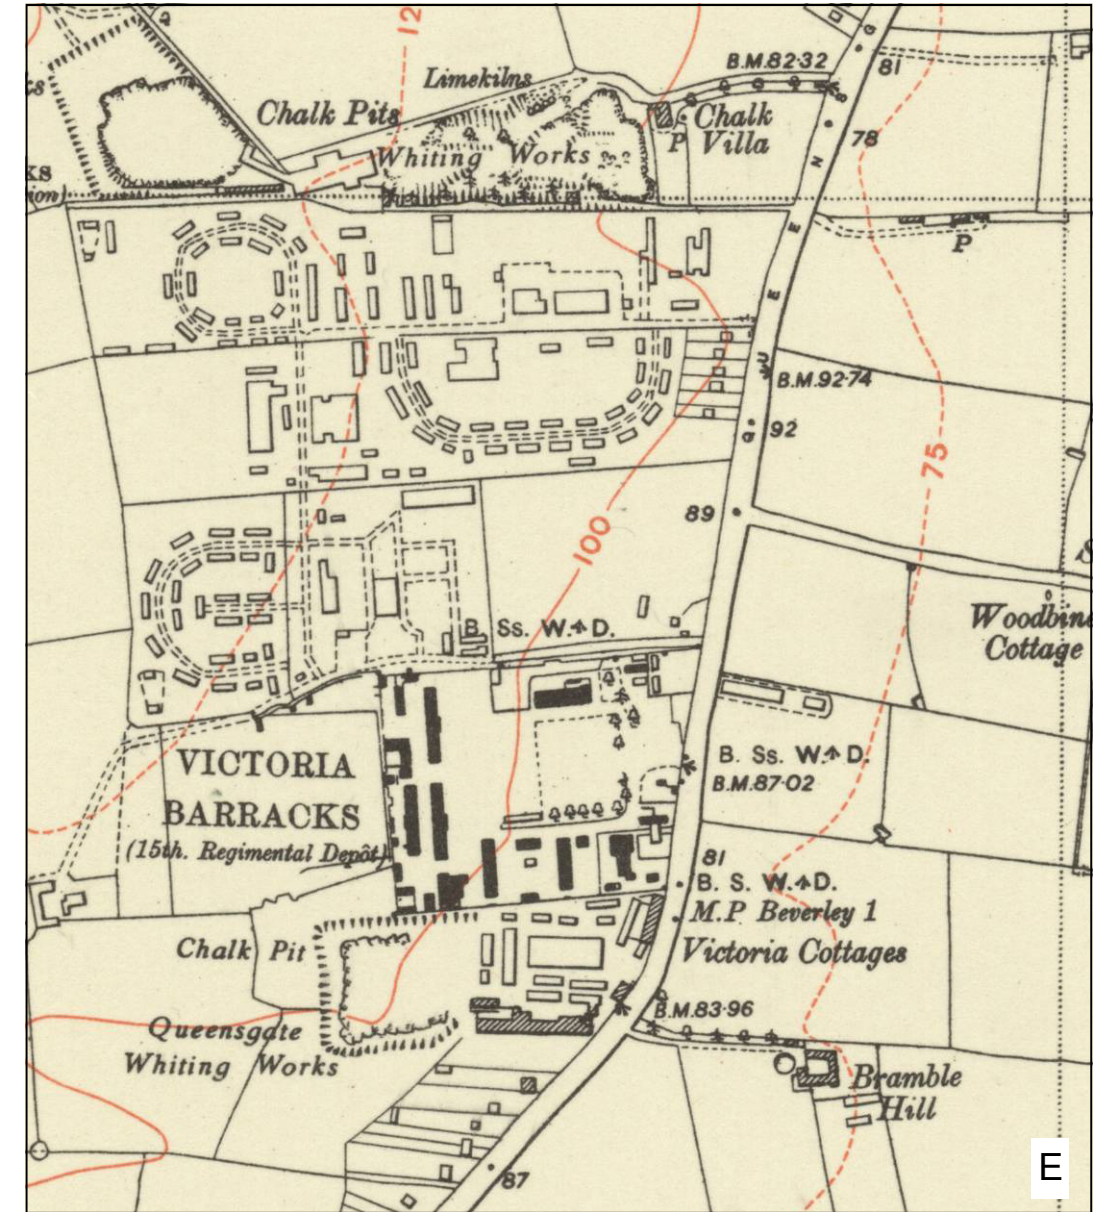 12
G
B.M.82·32
81
Limekilns
Chalk Pits
Chalk
P Villa
78
Whiting Works
N
E
P
E
U
B.M.92·74
92
G
75
89
100
Woodbine
Cottage
B. Ss. W.D.
VICTORIA
BARRACKS
(15th. Regimental Depôt)
B. Ss. W.D.
B.M.87·02
81
B. S. W.D.
M.P. Beverley 1
Victoria Cottages
Chalk Pit
B.M.83·96
Queensgate
Whiting Works
Bramble
Hill
87
E